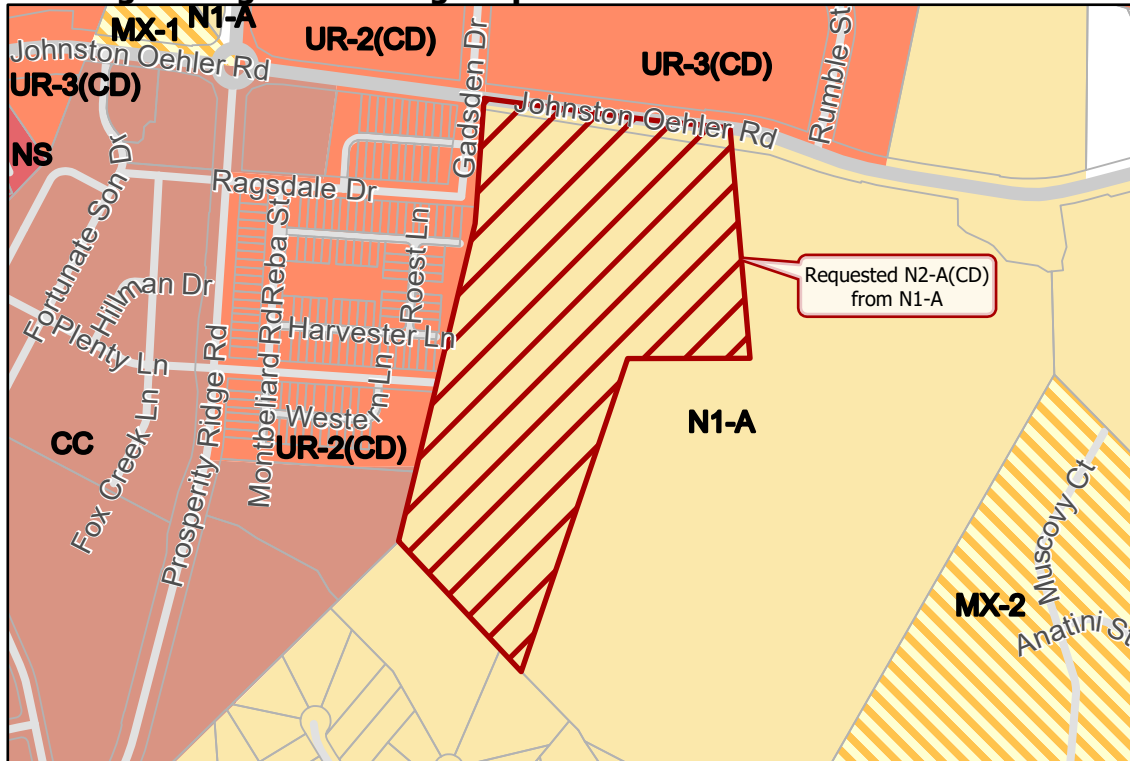 N1-A
MX-1
UR-2(CD)
Johnston Oehler Rd
UR-3(CD)
UR-3(CD)
Gadsden Dr
Rumble St
Johnston Oehler Rd
NS
Fortunate Son Dr
Ragsdale Dr
Reba St
Roest Ln
Hillman Dr
Requested N2-A(CD)
from N1-A
Plenty Ln
Harvester Ln
Montbeliard Rd
Prosperity Ridge Rd
Western Ln
N1-A
CC
UR-2(CD)
Fox Creek Ln
Muscovy Ct
MX-2
Anatini St